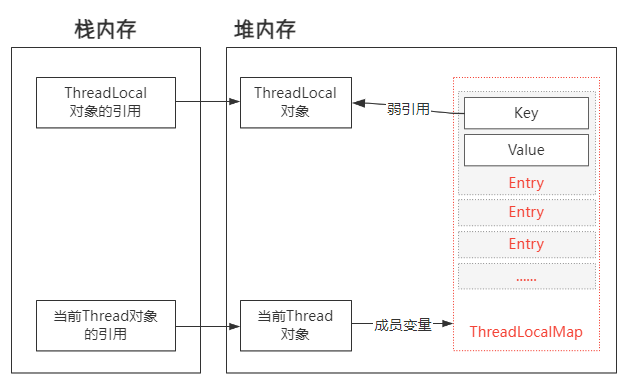 栈内存
堆内存
ThreadLocal
对象的引用
ThreadLocal
对象
弱引用
Key
Value
Entry
Entry
Entry
......
当前Thread对象
的引用
当前Thread
对象
成员变量
ThreadLocalMap